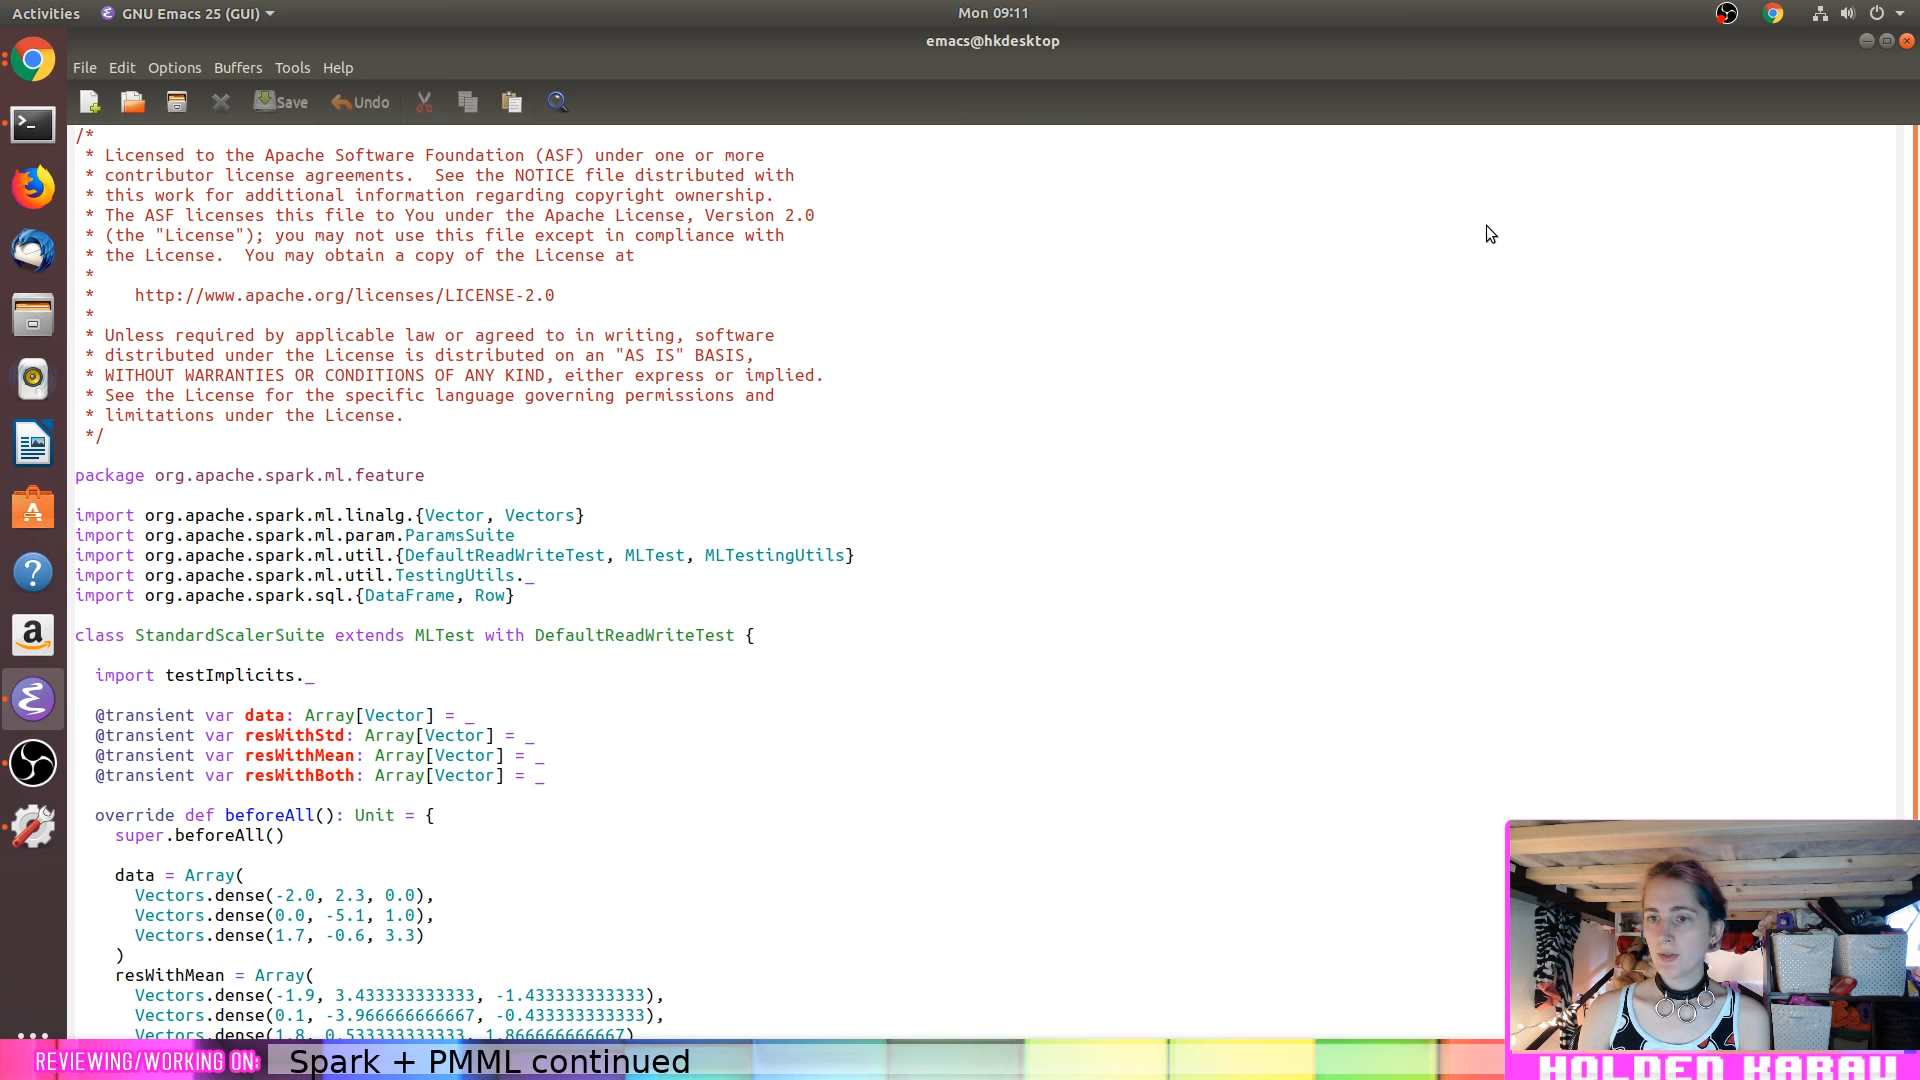 Activities
GNU Emacs 25 (GUI)
Mon 09:11
emacs@hkdesktop
File Edit Options Buffers Tools Help
Save
Undo
/*
 * Licensed to the Apache Software Foundation (ASF) under one or more
 * contributor license agreements.  See the NOTICE file distributed with
 * this work for additional information regarding copyright ownership.
 * The ASF licenses this file to You under the Apache License, Version 2.0
 * (the "License"); you may not use this file except in compliance with
 * the License.  You may obtain a copy of the License at
 *
 *    http://www.apache.org/licenses/LICENSE-2.0
 *
 * Unless required by applicable law or agreed to in writing, software
 * distributed under the License is distributed on an "AS IS" BASIS,
 * WITHOUT WARRANTIES OR CONDITIONS OF ANY KIND, either express or implied.
 * See the License for the specific language governing permissions and
 * limitations under the License.
 */
package org.apache.spark.ml.feature
import org.apache.spark.ml.linalg.{Vector, Vectors}
import org.apache.spark.ml.param.ParamsSuite
import org.apache.spark.ml.util.{DefaultReadWriteTest, MLTest, MLTestingUtils}
import org.apache.spark.ml.util.TestingUtils._
import org.apache.spark.sql.{DataFrame, Row}
class StandardScalerSuite extends MLTest with DefaultReadWriteTest {
  import testImplicits._
  @transient var data: Array[Vector] = _
  @transient var resWithStd: Array[Vector] = _
  @transient var resWithMean: Array[Vector] = _
  @transient var resWithBoth: Array[Vector] = _
  override def beforeAll(): Unit = {
    super.beforeAll()
    data = Array(
      Vectors.dense(-2.0, 2.3, 0.0),
      Vectors.dense(0.0, -5.1, 1.0),
      Vectors.dense(1.7, -0.6, 3.3)
    )
    resWithMean = Array(
      Vectors.dense(-1.9, 3.433333333333, -1.433333333333),
      Vectors.dense(0.1, -3.966666666667, -0.433333333333),
      Vectors.dense(1.8, 0.533333333333, 1.866666666667)
REVIEWING/WORKING ON: Spark + PMML continued
HOLDEN KARAU